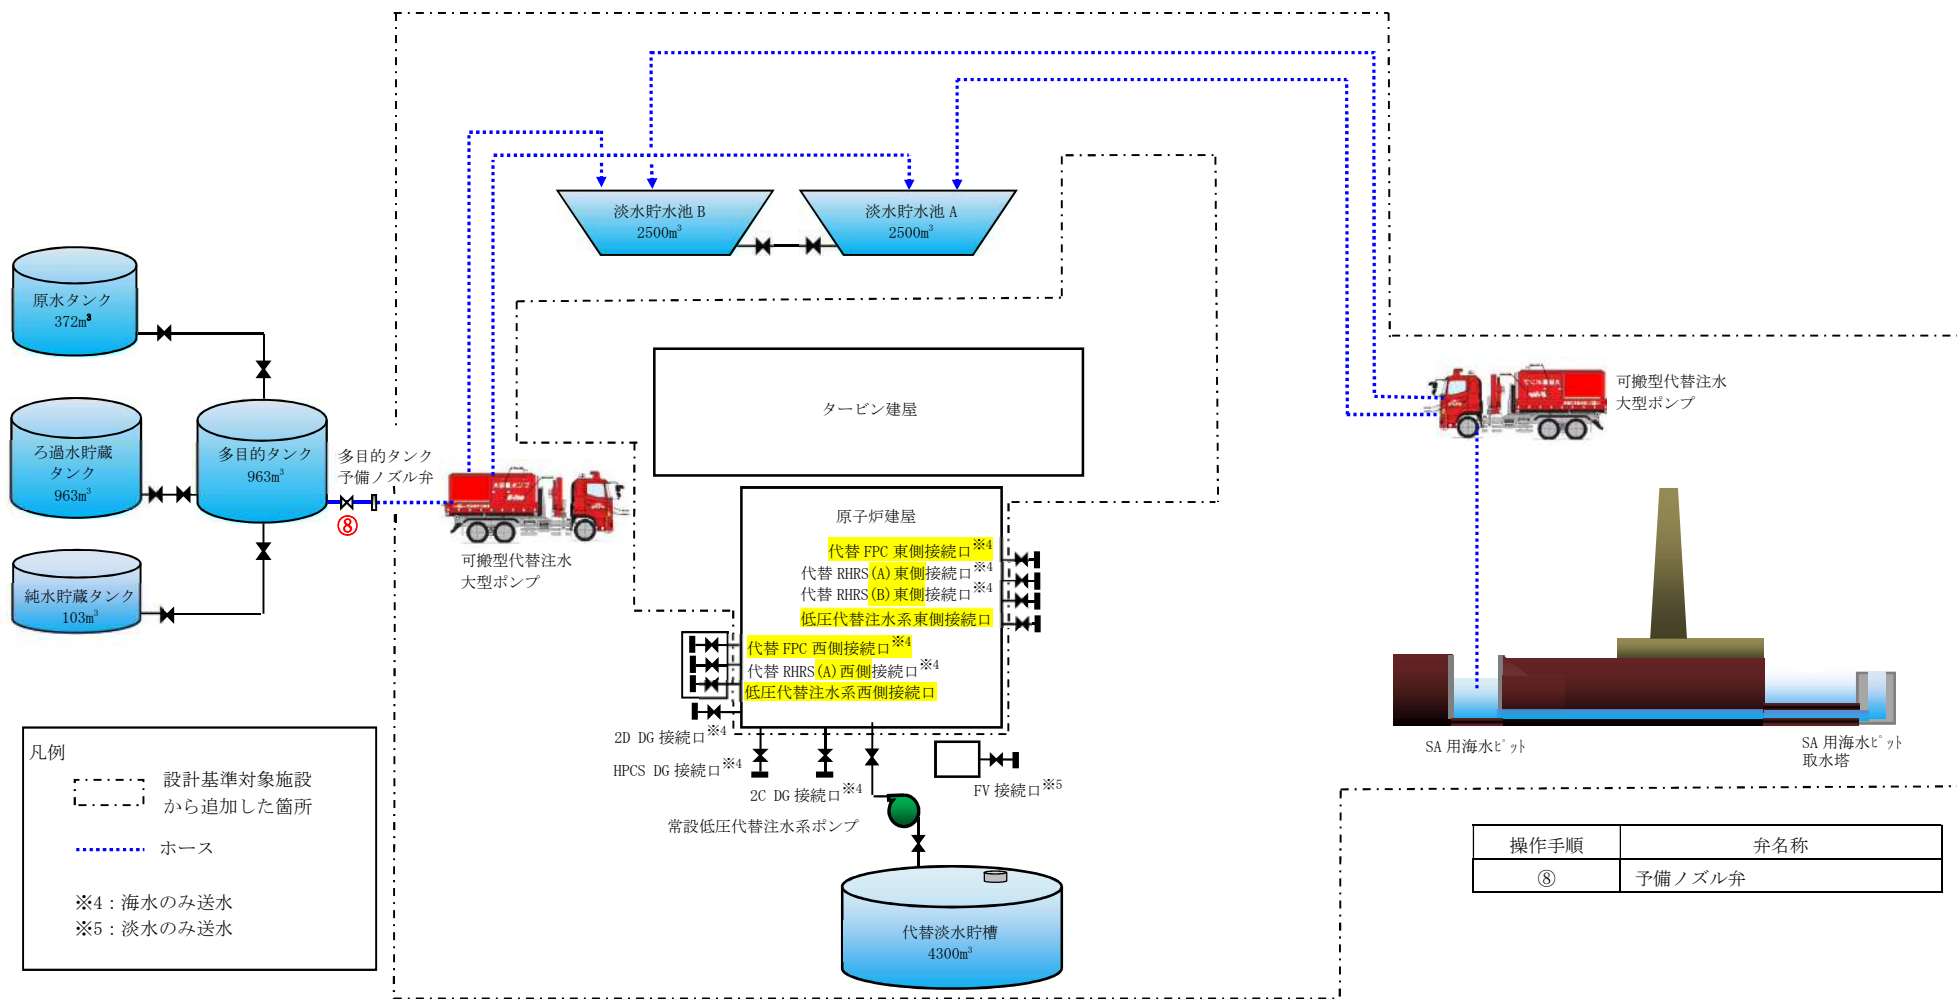 淡水貯水池 B
2500m³
淡水貯水池 A
2500m³
原水タンク
372m³
ろ過水貯蔵
タンク
963m³
多目的タンク
963m³
多目的タンク
予備ノズル弁
⑧
純水貯蔵タンク
103m³
可搬型代替注水
大型ポンプ
可搬型代替注水
大型ポンプ
タービン建屋
原子炉建屋
代替 FPC 東側接続口※4
代替 RHRS(A)東側接続口※4
代替 RHRS(B)東側接続口※4
低圧代替注水系東側接続口
代替 FPC 西側接続口※4
代替 RHRS(A)西側接続口※4
低圧代替注水系西側接続口
2D DG 接続口※4
HPCS DG 接続口※4
2C DG 接続口※4
FV 接続口※5
常設低圧代替注水系ポンプ
代替淡水貯槽
4300m³
SA 用海水ピット
SA 用海水ピット
取水塔
凡例
設計基準対象施設
から追加した箇所
ホース
※4：海水のみ送水
※5：淡水のみ送水
操作手順 弁名称
⑧ 予備ノズル弁